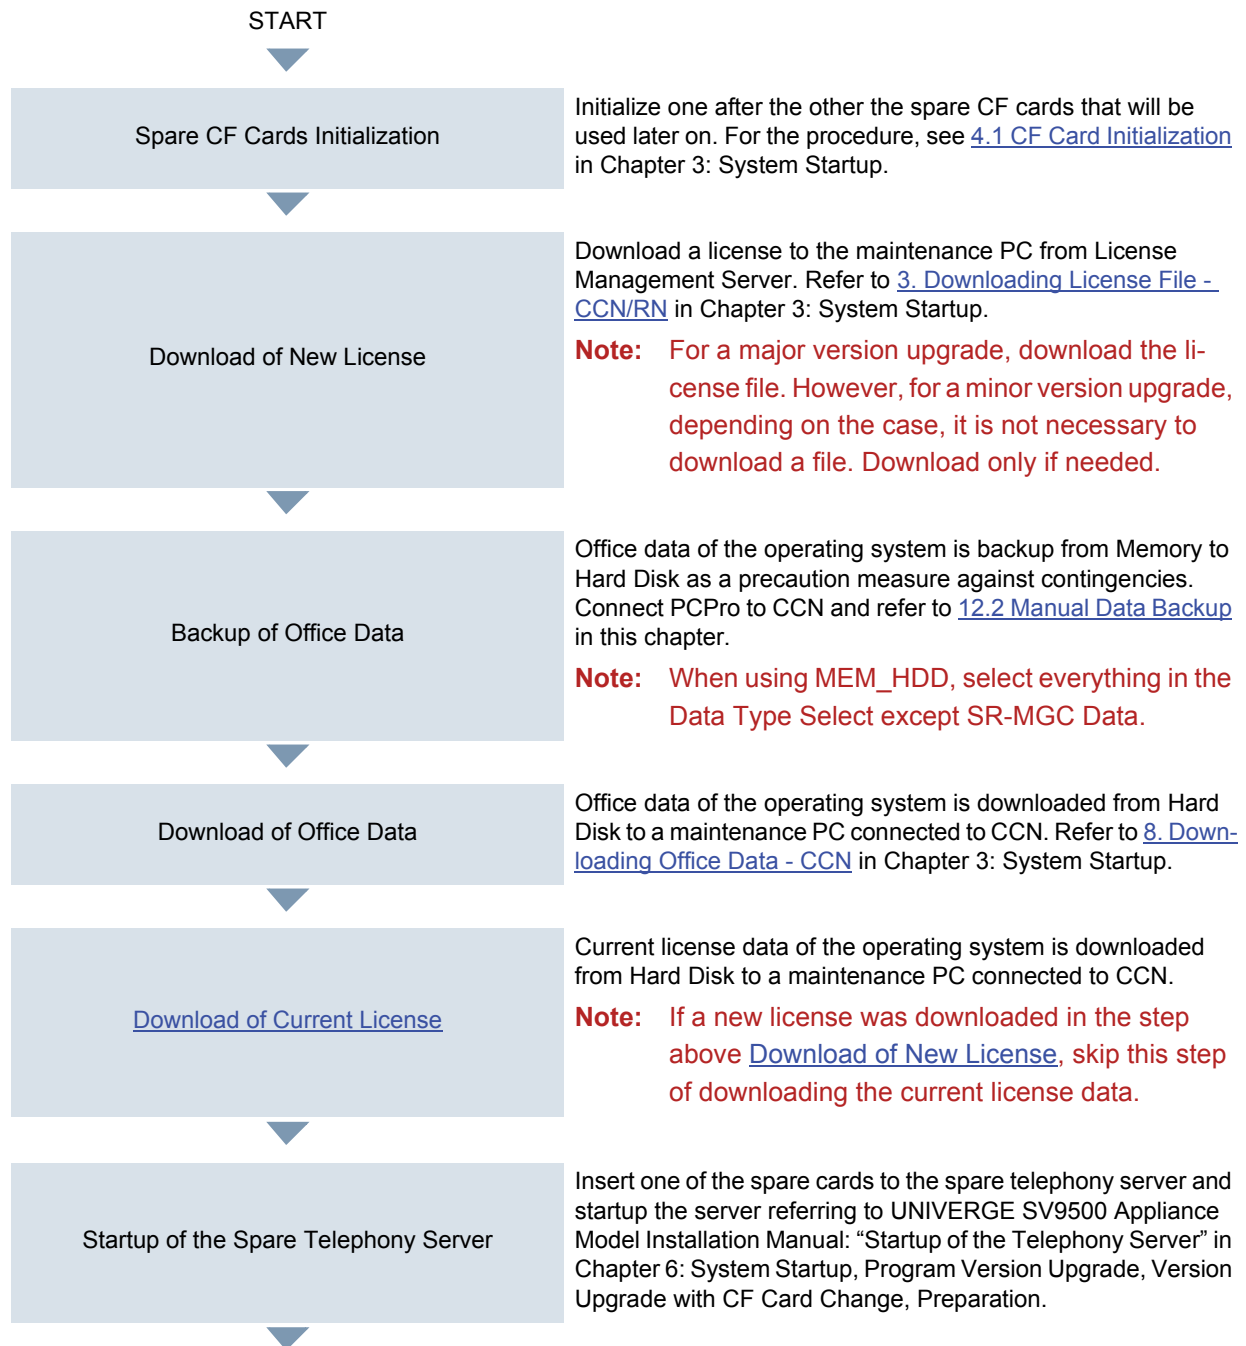 START
Spare CF Cards Initialization
Initialize one after the other the spare CF cards that will be
used later on. For the procedure, see 4.1 CF Card Initialization
in Chapter 3: System Startup.
Download of New License
Download a license to the maintenance PC from License
Management Server. Refer to 3. Downloading License File -
CCN/RN in Chapter 3: System Startup.
Note: For a major version upgrade, download the li-
cense file. However, for a minor version upgrade,
depending on the case, it is not necessary to
download a file. Download only if needed.
Backup of Office Data
Office data of the operating system is backup from Memory to
Hard Disk as a precaution measure against contingencies.
Connect PCPro to CCN and refer to 12.2 Manual Data Backup
in this chapter.
Note: When using MEM_HDD, select everything in the
Data Type Select except SR-MGC Data.
Download of Office Data
Office data of the operating system is downloaded from Hard
Disk to a maintenance PC connected to CCN. Refer to 8. Down-
loading Office Data - CCN in Chapter 3: System Startup.
Download of Current License
Current license data of the operating system is downloaded
from Hard Disk to a maintenance PC connected to CCN.
Note: If a new license was downloaded in the step
above Download of New License, skip this step
of downloading the current license data.
Startup of the Spare Telephony Server
Insert one of the spare cards to the spare telephony server and
startup the server referring to UNIVERGE SV9500 Appliance
Model Installation Manual: “Startup of the Telephony Server” in
Chapter 6: System Startup, Program Version Upgrade, Version
Upgrade with CF Card Change, Preparation.